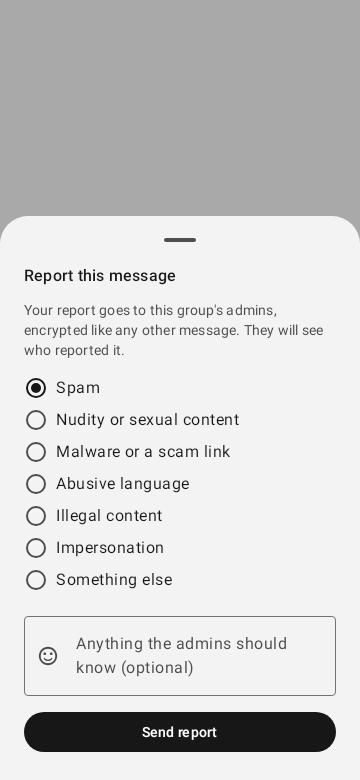 Report this message
Your report goes to this group's admins,
encrypted like any other message. They will see
who reported it.
Spam
Nudity or sexual content
Malware or a scam link
Abusive language
Illegal content
Impersonation
Something else
Anything the admins should
know (optional)
Send report